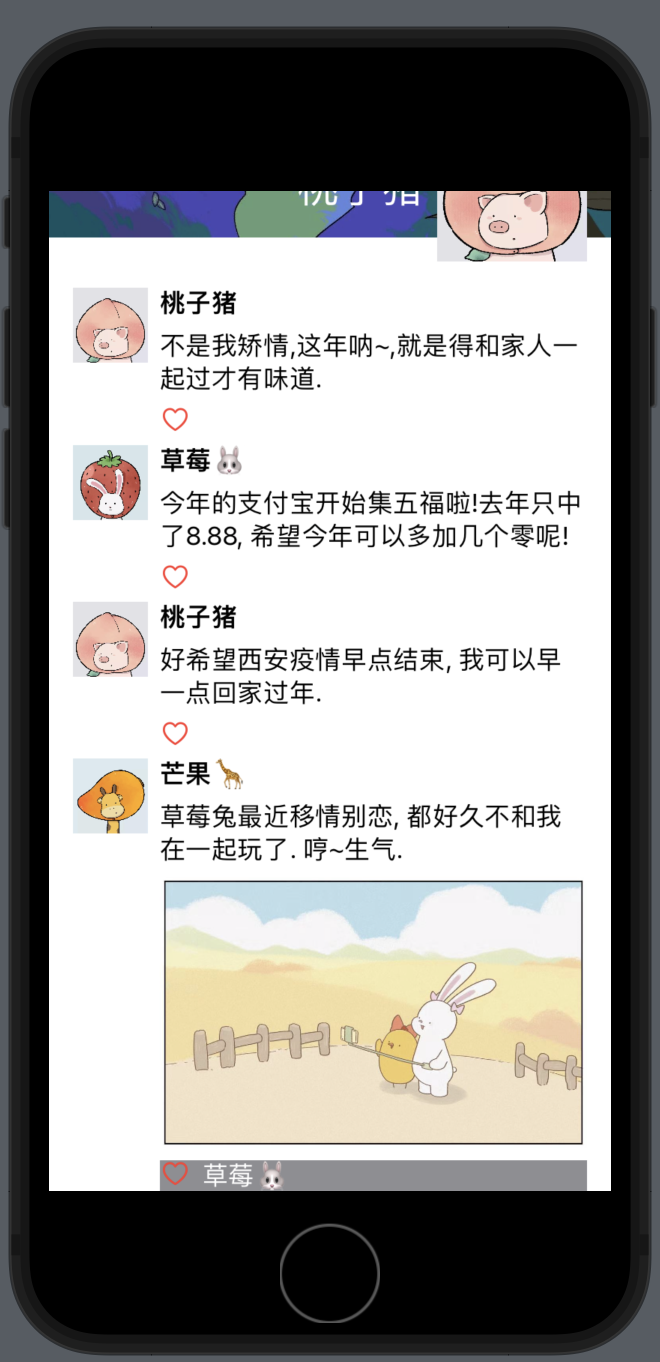 桃子猪
桃子猪
不是我矫情,这年呐~,就是得和家人一
起过才有味道.
草莓🐰
今年的支付宝开始集五福啦!去年只中
了8.88, 希望今年可以多加几个零呢!
桃子猪
好希望西安疫情早点结束, 我可以早
一点回家过年.
芒果🦒
草莓兔最近移情别恋, 都好久不和我
在一起玩了. 哼~生气.
草莓🐰